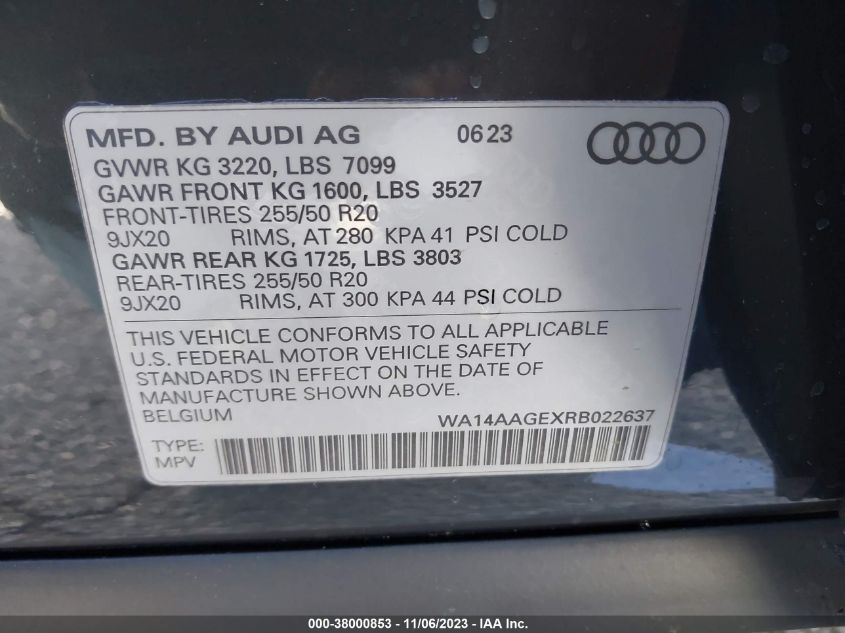 MFD. BY AUDI AG 06 23
GVWR KG 3220, LBS 7099
GAWR FRONT KG 1600, LBS 3527
FRONT-TIRES 255/50 R20
9JX20 RIMS, AT 280 KPA 41 PSI COLD
GAWR REAR KG 1725, LBS 3803
REAR-TIRES 255/50 R20
9JX20 RIMS, AT 300 KPA 44 PSI COLD
THIS VEHICLE CONFORMS TO ALL APPLICABLE
U.S. FEDERAL MOTOR VEHICLE SAFETY
STANDARDS IN EFFECT ON THE DATE OF
MANUFACTURE SHOWN ABOVE.
BELGIUM WA14AAGEXRB022637
TYPE:
MPV
000-38000853 - 11/06/2023 - IAA Inc.